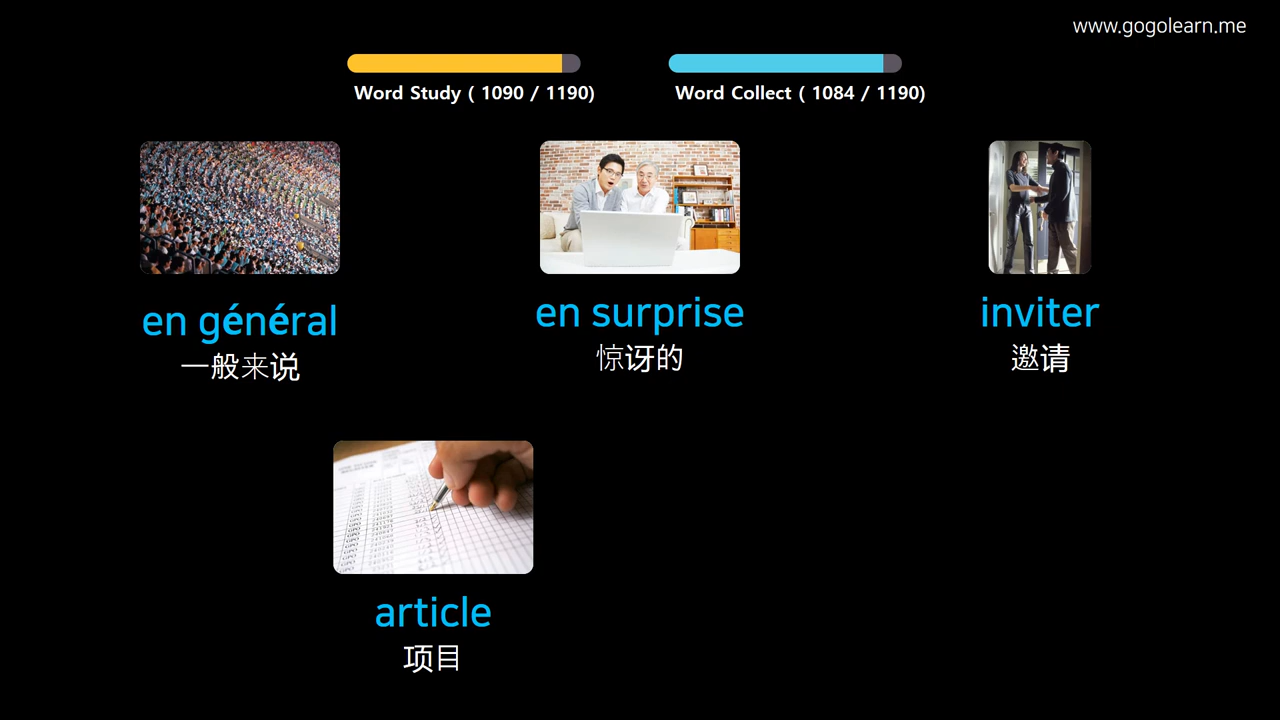 www.gogolearn.me
Word Study ( 1090 / 1190)
Word Collect ( 1084 / 1190)
en général
一般来说
en surprise
惊讶的
inviter
邀请
article
项目